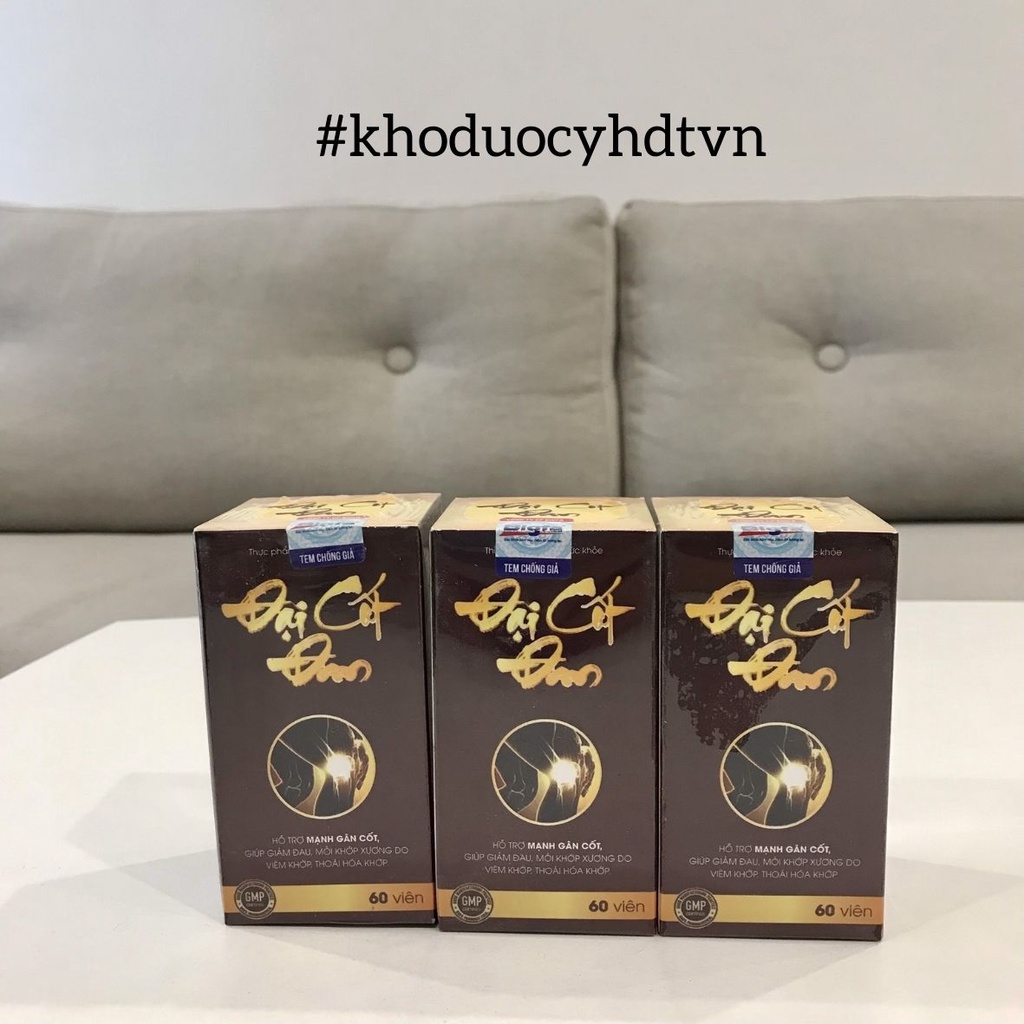 #khoduocyhdtvn
TEM CHỐNG GIẢ
Đại Cốt
Đan
HỖ TRỢ MẠNH GÂN CỐT,
GIÚP GIẢM ĐAU, MỎI KHỚP XƯƠNG DO
VIÊM KHỚP, THOÁI HÓA KHỚP
GMP
60 viên
Bigfa
TEM CHỐNG GIẢ
Đại Cốt
Đan
HỖ TRỢ MẠNH GÂN CỐT,
GIÚP GIẢM ĐAU, MỎI KHỚP XƯƠNG DO
VIÊM KHỚP, THOÁI HÓA KHỚP
GMP
60 viên
Bigfa
TEM CHỐNG GIẢ
Đại Cốt
Đan
HỖ TRỢ MẠNH GÂN CỐT,
GIÚP GIẢM ĐAU, MỎI KHỚP XƯƠNG DO
VIÊM KHỚP, THOÁI HÓA KHỚP
GMP
60 viên